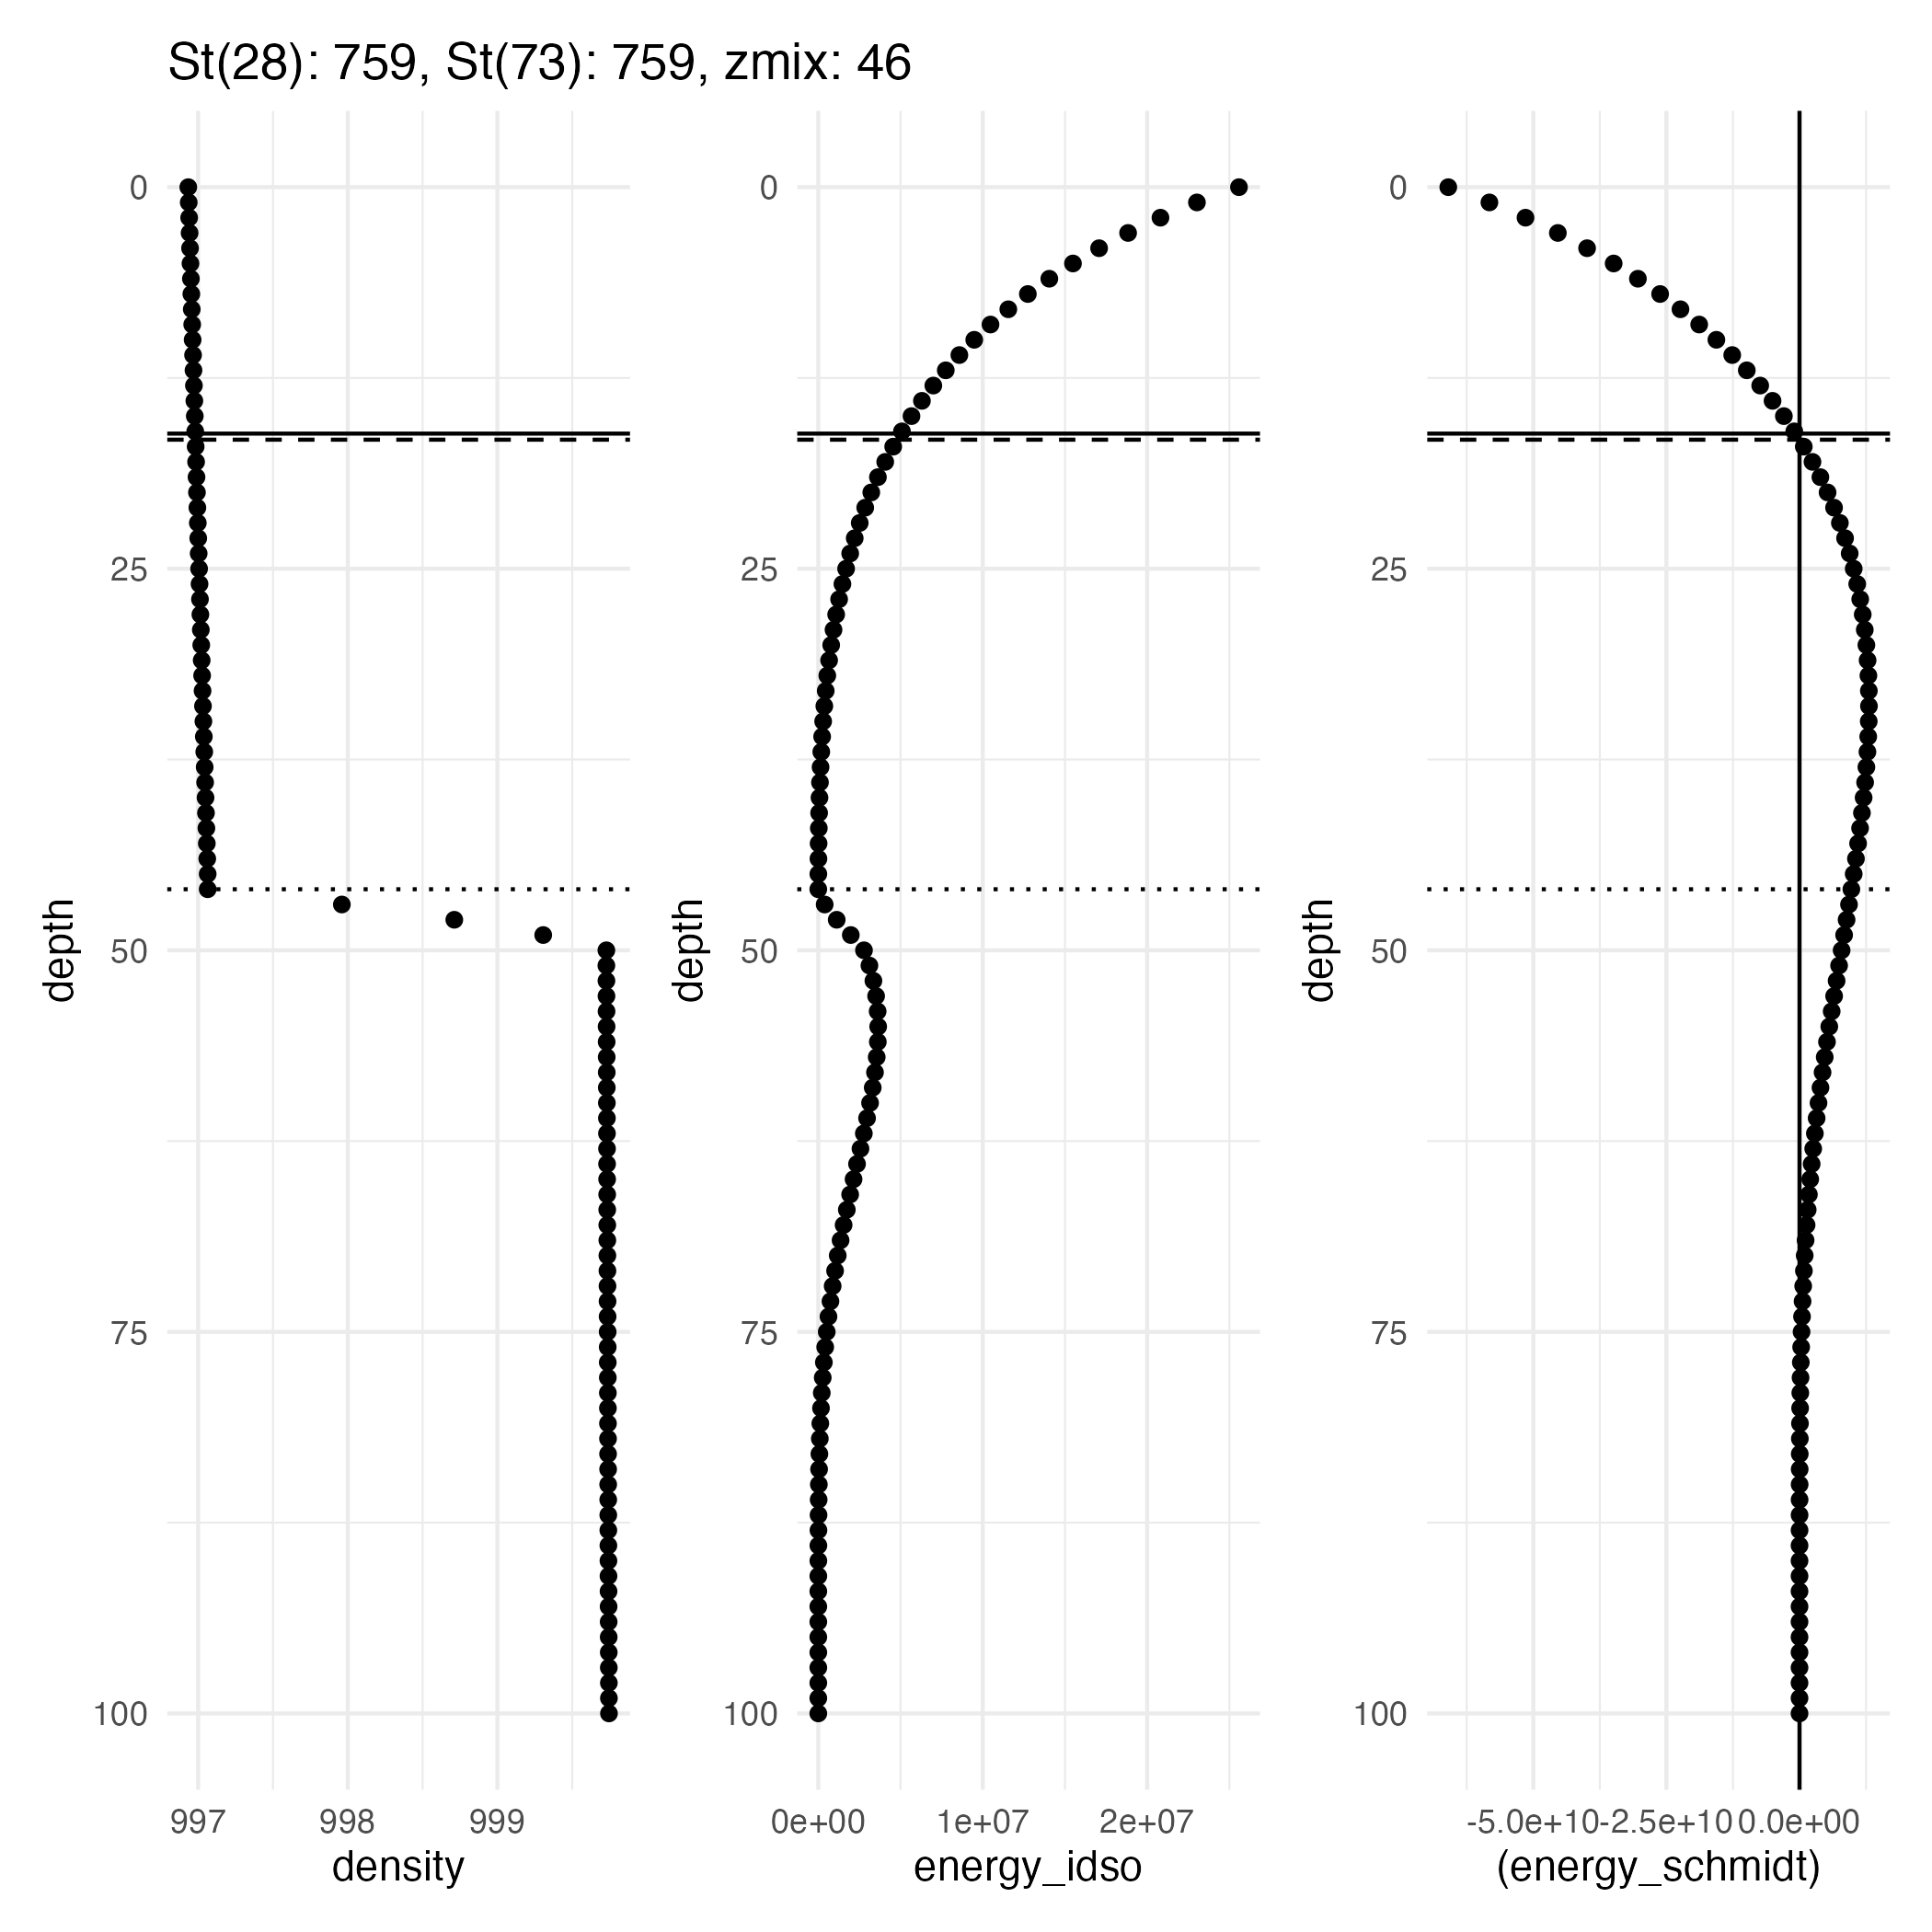 St(28): 759, St(73): 759, zmix: 46
depth
0
25
50
75
100
997 998 999
density
depth
0
25
50
75
100
0e+00 1e+07 2e+07
energy_idso
depth
0
25
50
75
100
-5.0e+10 -2.5e+10 0.0e+00
(energy_schmidt)